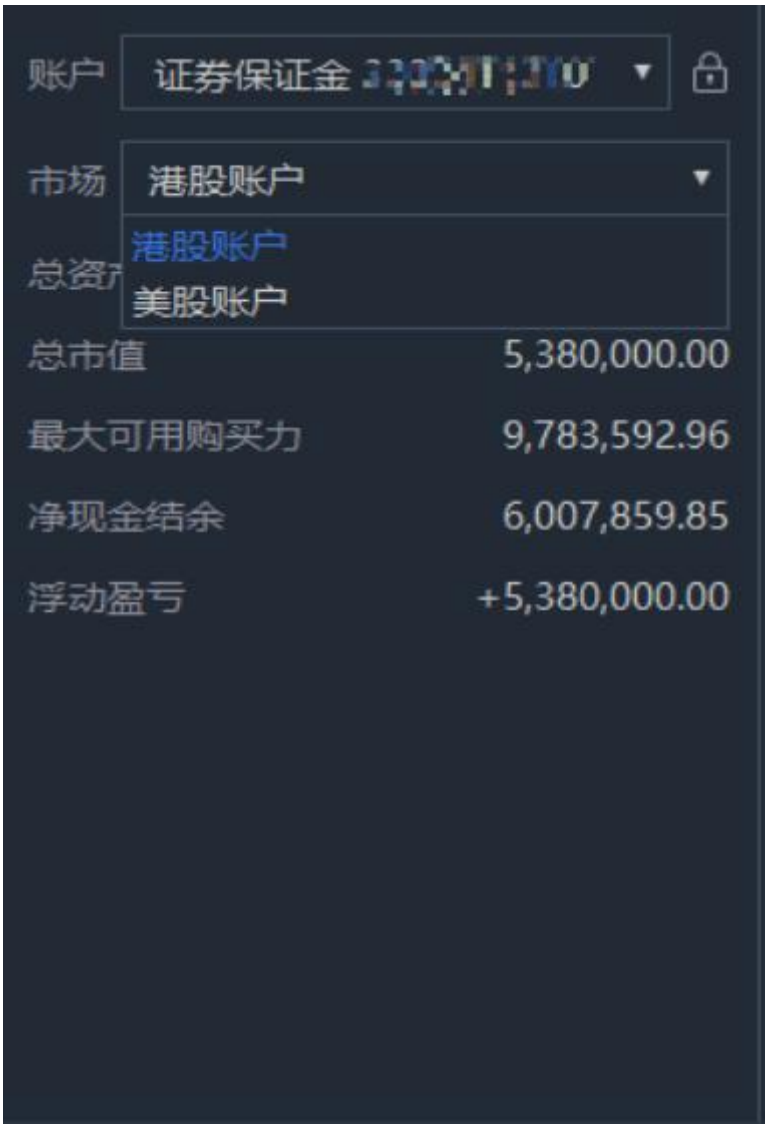 账户 证券保证金
市场 港股账户
港股账户
总资
美股账户
总市值 5,380,000.00
最大可用购买力 9,783,592.96
净现金结余 6,007,859.85
浮动盈亏 +5,380,000.00